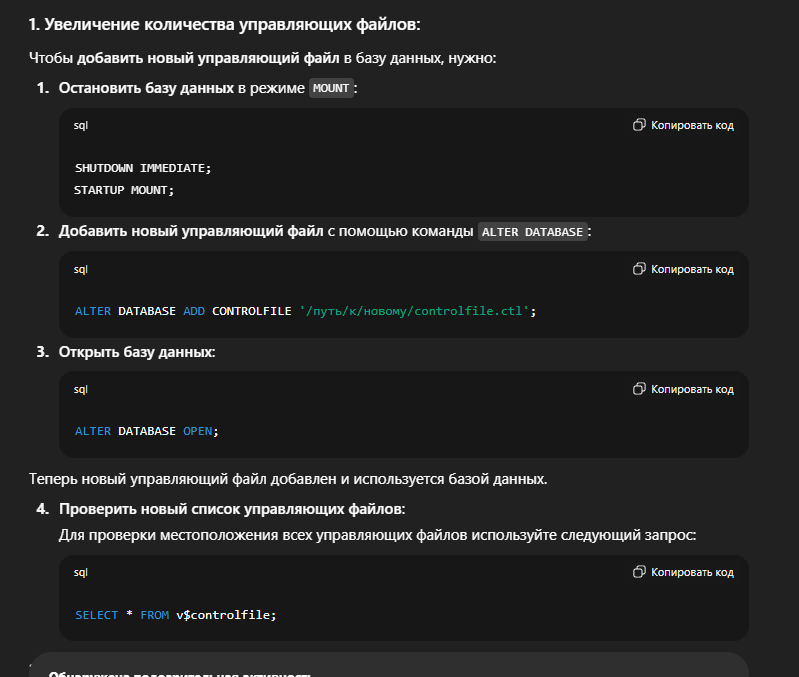 1. Увеличение количества управляющих файлов:
Чтобы добавить новый управляющий файл в базу данных, нужно:
1. Остановить базу данных в режиме MOUNT:
sql
Копировать код
SHUTDOWN IMMEDIATE;
STARTUP MOUNT;
2. Добавить новый управляющий файл с помощью команды ALTER DATABASE:
sql
Копировать код
ALTER DATABASE ADD CONTROLFILE '/путь/к/новому/controlfile.ctl';
3. Открыть базу данных:
sql
Копировать код
ALTER DATABASE OPEN;
Теперь новый управляющий файл добавлен и используется базой данных.
4. Проверить новый список управляющих файлов:
Для проверки местоположения всех управляющих файлов используйте следующий запрос:
sql
Копировать код
SELECT * FROM v$controlfile;
Обнаружена подозрительная активность